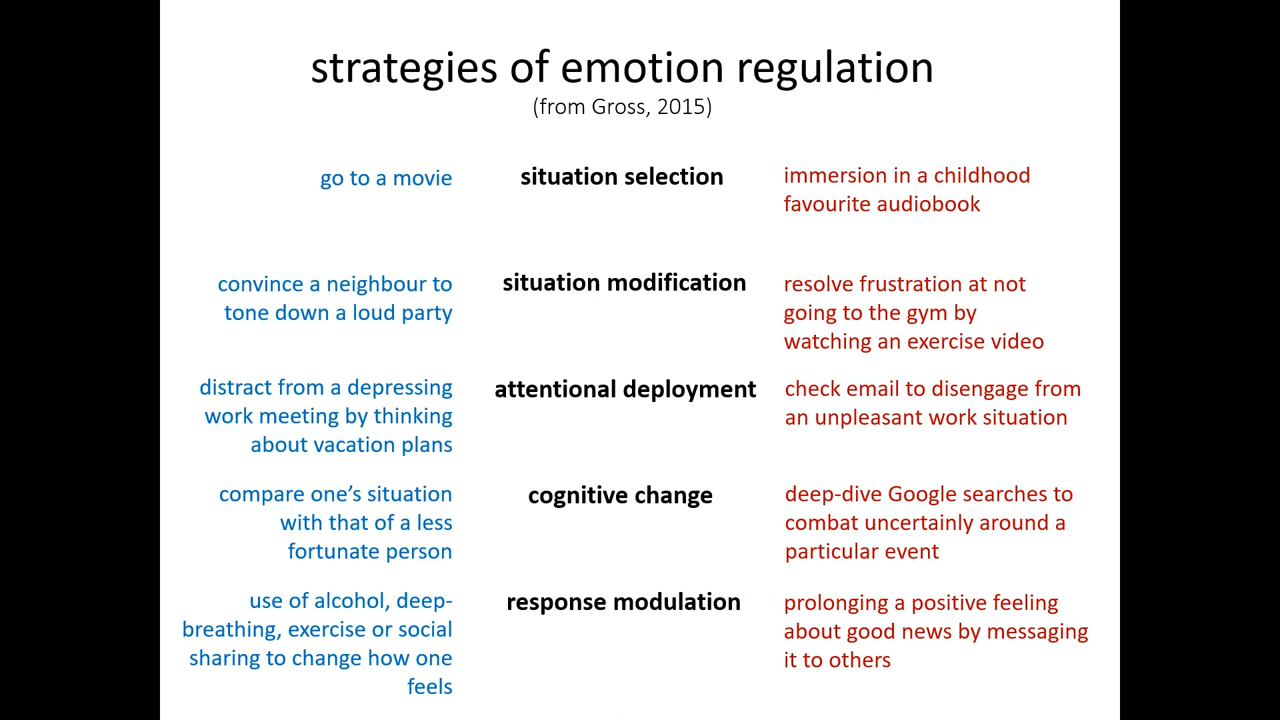 strategies of emotion regulation
(from Gross, 2015)
go to a movie
situation selection
immersion in a childhood
favourite audiobook
convince a neighbour to
tone down a loud party
situation modification
resolve frustration at not
going to the gym by
watching an exercise video
distract from a depressing
work meeting by thinking
about vacation plans
attentional deployment
check email to disengage from
an unpleasant work situation
compare one’s situation
with that of a less
fortunate person
cognitive change
deep-dive Google searches to
combat uncertainly around a
particular event
use of alcohol, deep-
breathing, exercise or social
sharing to change how one
feels
response modulation
prolonging a positive feeling
about good news by messaging
it to others